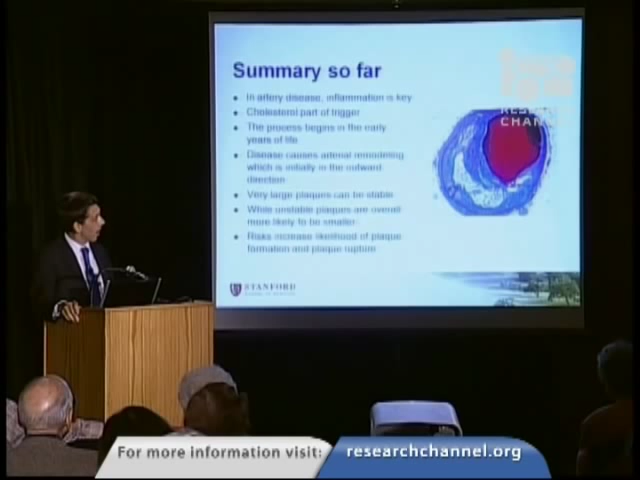 Summary so far
RESEARCH
CHANNEL
• In artery disease, inflammation is key
• Cholesterol part of trigger
• The process begins in the early
years of life
• Disease causes arterial remodeling
which is initially in the outward
direction
• Very large plaques can be stable
• While unstable plaques are overall
more likely to be smaller
• Risks increase likelihood of plaque
formation and plaque rupture
STANFORD
For more information visit:
researchchannel.org